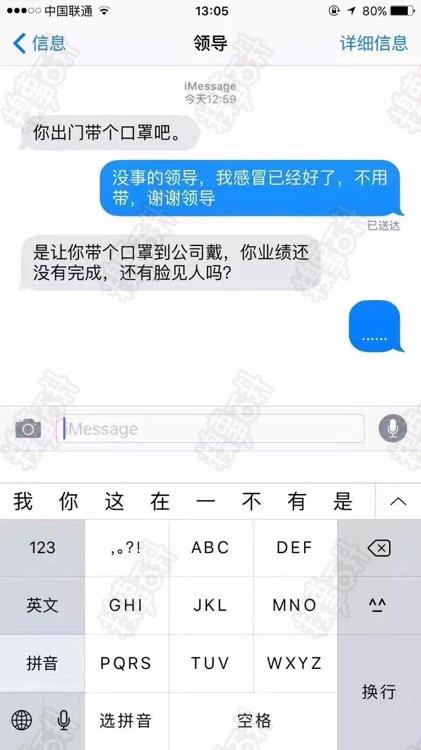 中国联通
13:05
80%
信息
领导
详细信息
iMessage
今天12:59
你出门带个口罩吧。
没事的领导，我感冒已经好了，不用
带，谢谢领导
已送达
是让你带个口罩到公司戴，你业绩还
没有完成，还有脸见人吗？
……
iMessage
我 你 这 在 一 不 有 是
123
,。?!
ABC
DEF
英文
GHI
JKL
MNO
^^
拼音
PQRS
TUV
WXYZ
换行
选拼音
空格